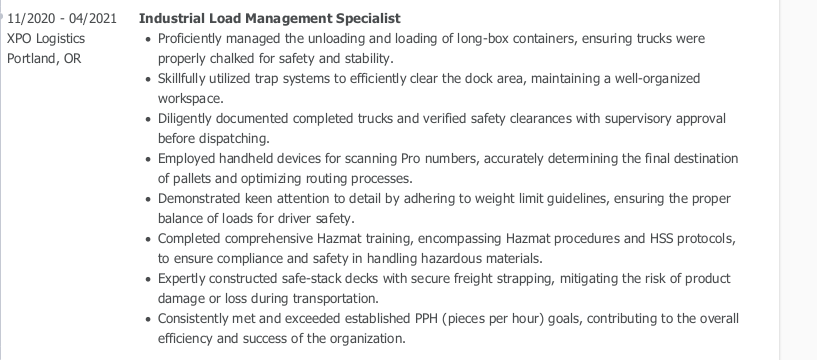 11/2020 - 04/2021
XPO Logistics
Portland, OR
Industrial Load Management Specialist
• Proficiently managed the unloading and loading of long-box containers, ensuring trucks were
properly chalked for safety and stability.
• Skillfully utilized trap systems to efficiently clear the dock area, maintaining a well-organized
workspace.
• Diligently documented completed trucks and verified safety clearances with supervisory approval
before dispatching.
• Employed handheld devices for scanning Pro numbers, accurately determining the final destination
of pallets and optimizing routing processes.
• Demonstrated keen attention to detail by adhering to weight limit guidelines, ensuring the proper
balance of loads for driver safety.
• Completed comprehensive Hazmat training, encompassing Hazmat procedures and HSS protocols,
to ensure compliance and safety in handling hazardous materials.
• Expertly constructed safe-stack decks with secure freight strapping, mitigating the risk of product
damage or loss during transportation.
• Consistently met and exceeded established PPH (pieces per hour) goals, contributing to the overall
efficiency and success of the organization.